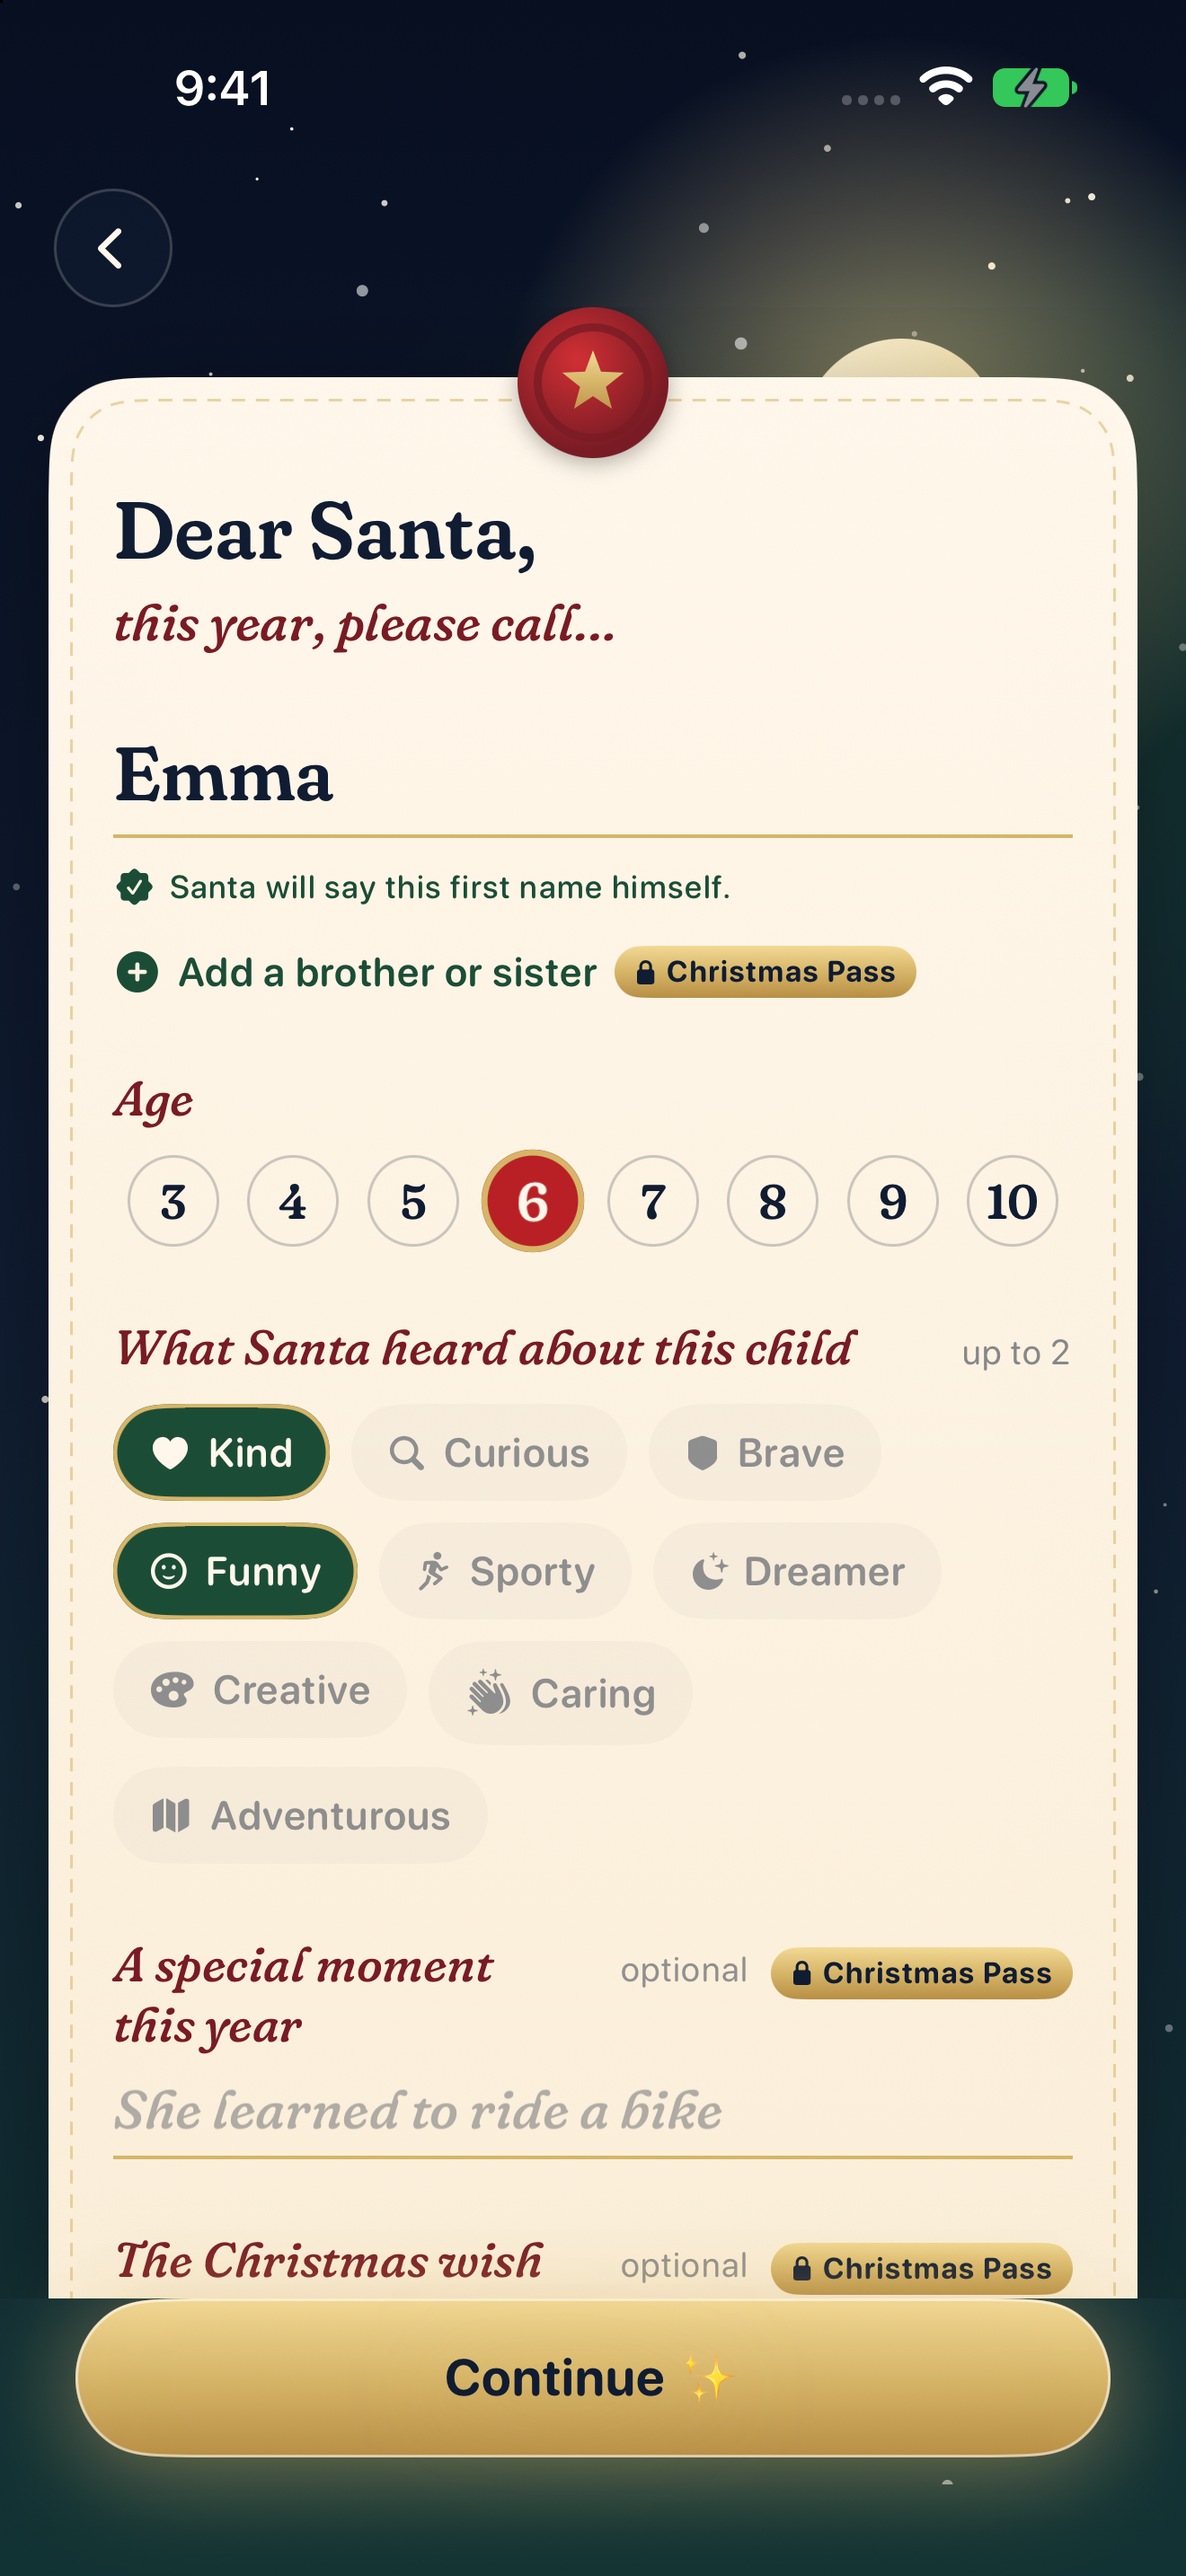 9:41
Dear Santa,
this year, please call...
Emma
Santa will say this first name himself.
Add a brother or sister Christmas Pass
Age
3 4 5 6 7 8 9 10
What Santa heard about this child up to 2
Kind Curious Brave
Funny Sporty Dreamer
Creative Caring
Adventurous
A special moment optional Christmas Pass
this year
She learned to ride a bike
The Christmas wish optional Christmas Pass
Continue ✨